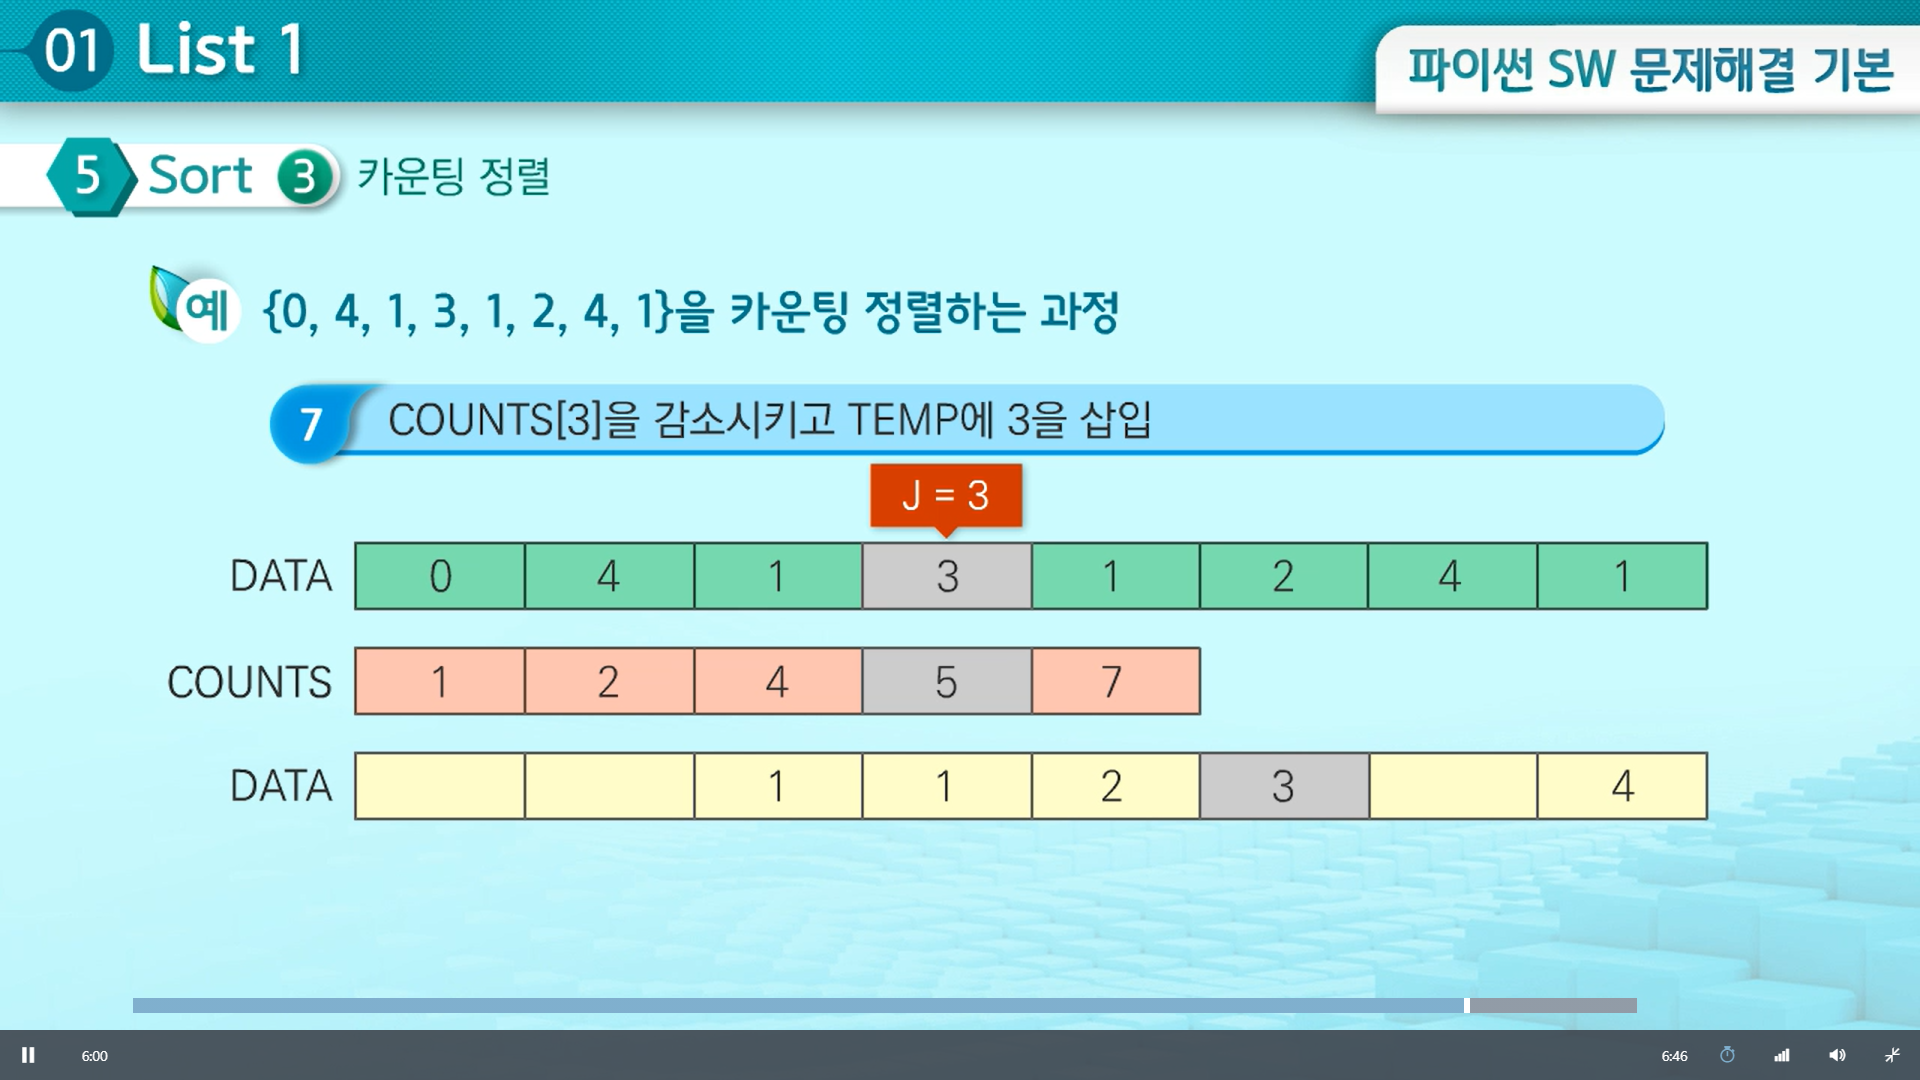 01 List 1
파이썬 SW 문제해결 기본
5 Sort 3 카운팅 정렬
예 {0, 4, 1, 3, 1, 2, 4, 1}을 카운팅 정렬하는 과정
7 COUNTS[3]을 감소시키고 TEMP에 3을 삽입
J = 3
DATA 0 4 1 3 1 2 4 1
COUNTS 1 2 4 5 7
DATA 1 1 2 3 4
6:00 6:46